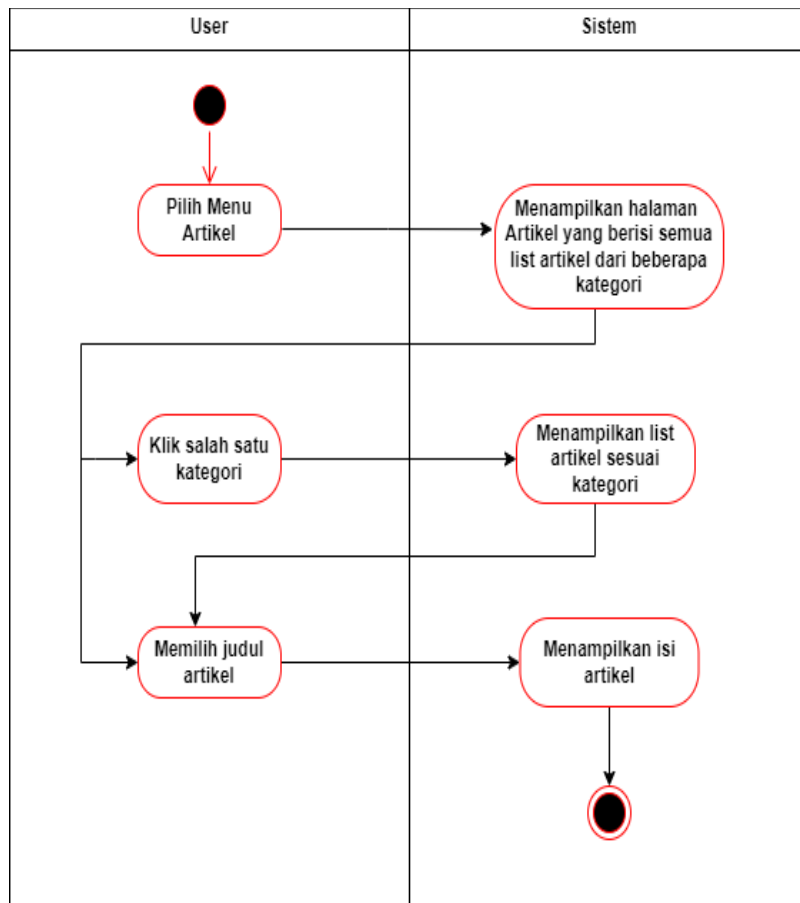 User
Sistem
Pilih Menu
Artikel
Menampilkan halaman
Artikel yang berisi semua
list artikel dari beberapa
kategori
Klik salah satu
kategori
Menampilkan list
artikel sesuai
kategori
Memilih judul
artikel
Menampilkan isi
artikel